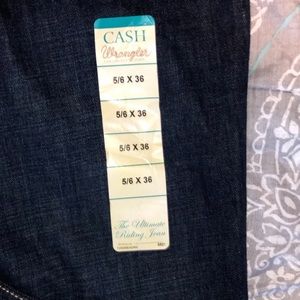 CASH
Wrangler
5/6 X 36
5/6 X 36
5/6 X 36
5/6 X 36
The Ultimate
Riding Jean